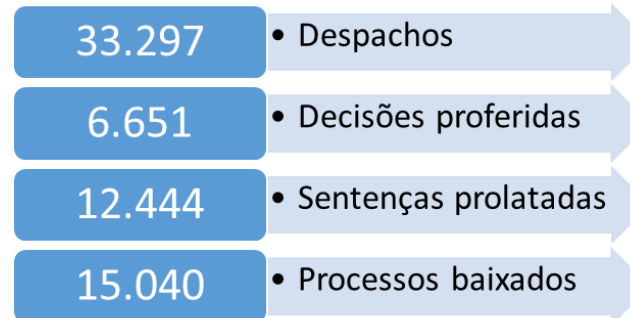 33.297 • Despachos
6.651 • Decisões proferidas
12.444 • Sentenças prolatadas
15.040 • Processos baixados